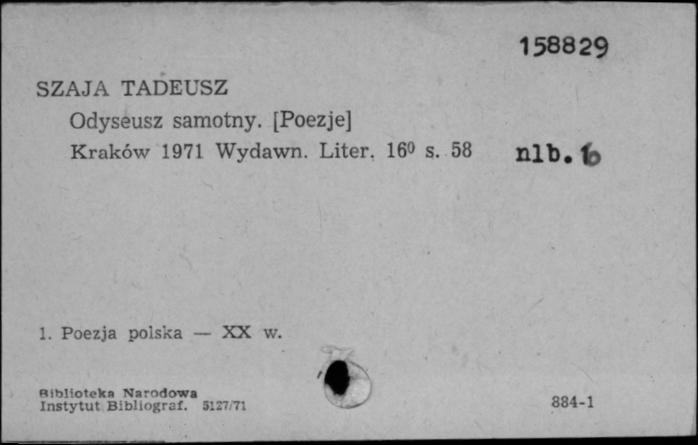 158829
SZAJA TADEUSZ
Odyseusz samotny. [Poezje]
Kraków 1971 Wydawn. Liter. 16⁰ s. 58 nlb.
1. Poezja polska — XX w.
Biblioteka Narodowa
Instytut Bibliograf. 5127/71
884-1